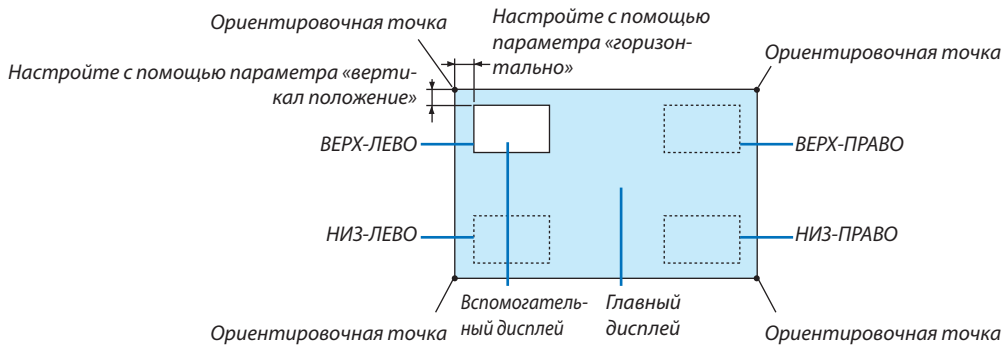 Ориентировочная точка
Настройте с помощью
параметра «горизон-
тально»
Ориентировочная точка
Настройте с помощью параметра «верти-
кал положение»
ВЕРХ-ЛЕВО
ВЕРХ-ПРАВО
НИЗ-ЛЕВО
НИЗ-ПРАВО
Вспомогатель-
ный дисплей
Главный
дисплей
Ориентировочная точка
Ориентировочная точка